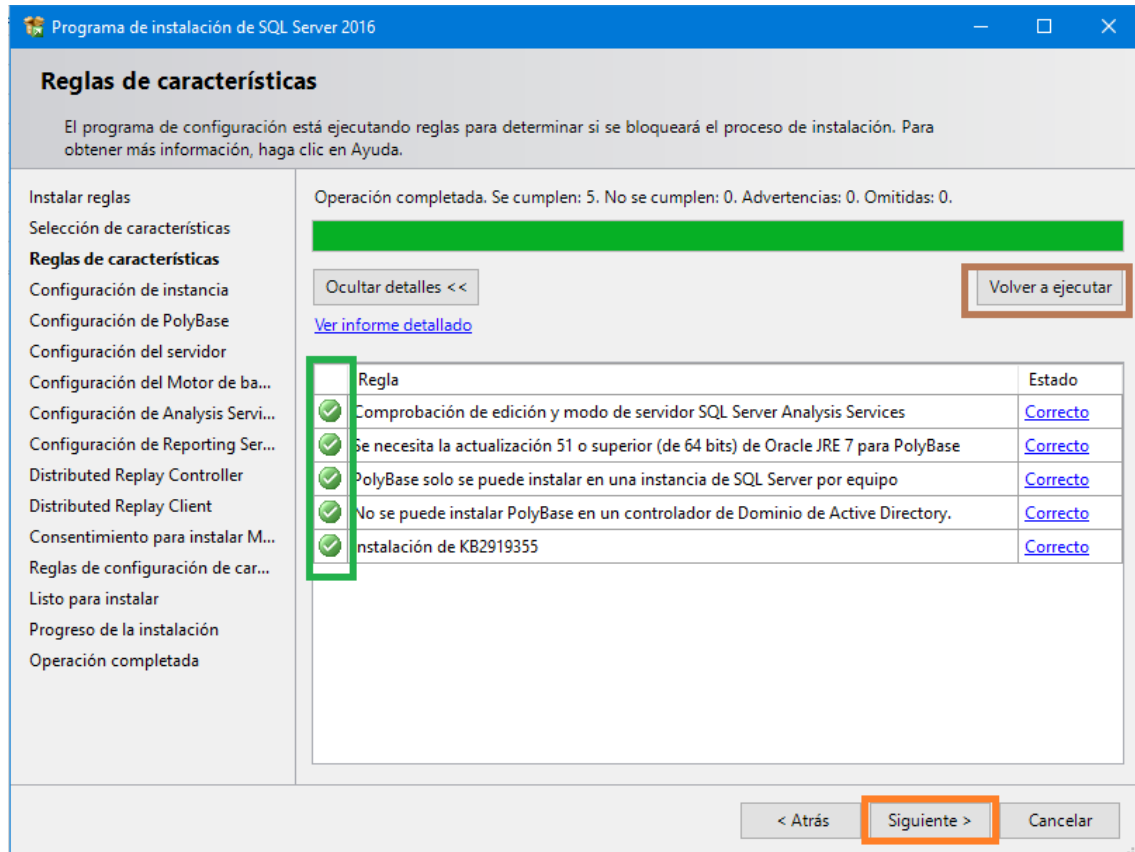 Programa de instalación de SQL Server 2016
Reglas de características
El programa de configuración está ejecutando reglas para determinar si se bloqueará el proceso de instalación. Para
obtener más información, haga clic en Ayuda.
Instalar reglas
Selección de características
Reglas de características
Configuración de instancia
Configuración de PolyBase
Configuración del servidor
Configuración del Motor de ba...
Configuración de Analysis Servi...
Configuración de Reporting Ser...
Distributed Replay Controller
Distributed Replay Client
Consentimiento para instalar M...
Reglas de configuración de car...
Listo para instalar
Progreso de la instalación
Operación completada
Operación completada. Se cumplen: 5. No se cumplen: 0. Advertencias: 0. Omitidas: 0.
Ocultar detalles << Volver a ejecutar
Ver informe detallado
Regla Estado
Comprobación de edición y modo de servidor SQL Server Analysis Services Correcto
Se necesita la actualización 51 o superior (de 64 bits) de Oracle JRE 7 para PolyBase Correcto
PolyBase solo se puede instalar en una instancia de SQL Server por equipo Correcto
No se puede instalar PolyBase en un controlador de Dominio de Active Directory. Correcto
Instalación de KB2919355 Correcto
< Atrás Siguiente > Cancelar